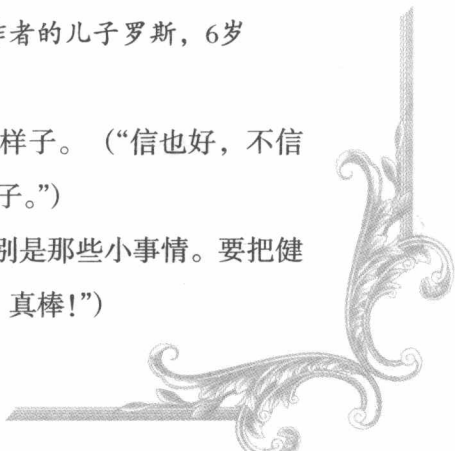 者的儿子罗斯，6岁
样子。（“信也好，不信
子。”）
别是那些小事情。要把健
真棒！”）